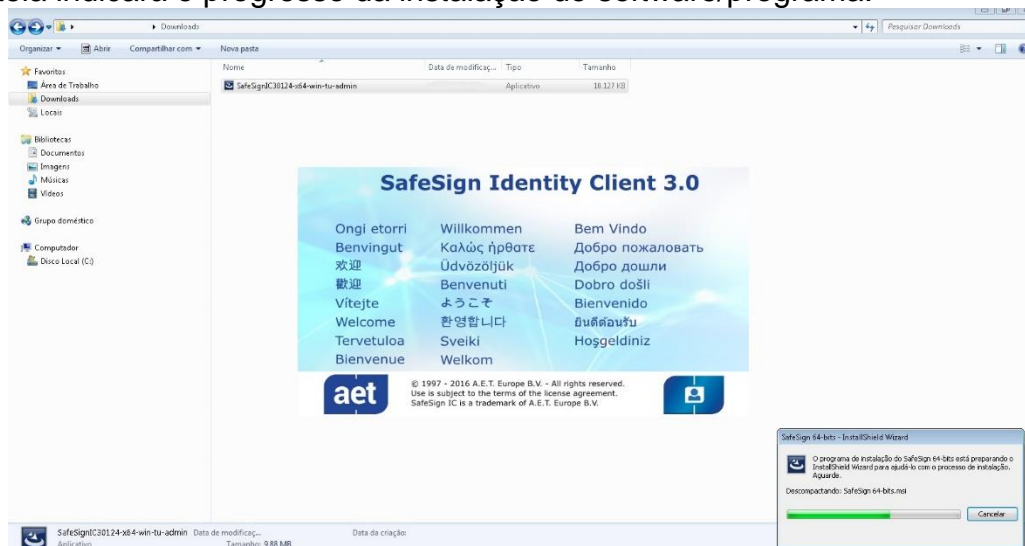 tela indicará o progresso da instalação do software/programa.
Downloads
Pesquisar Downloads
Organizar
Abrir
Compartilhar com
Nova pasta
Nome
Data de modificaç...
Tipo
Tamanho
Favoritos
Área de Trabalho
Downloads
Locais
SafeSignIC30124-x64-win-tu-admin
Aplicativo
10.127 KB
Bibliotecas
Documentos
Imagens
Músicas
Vídeos
Grupo doméstico
Computador
Disco Local (C:)
SafeSign Identity Client 3.0
Ongi etorri
Benvingut
欢迎
歡迎
Vítejte
Welcome
Tervetuloa
Bienvenue
Willkommen
Καλώς ήρθατε
Üdvözöljük
Benvenuti
ようこそ
환영합니다
Sveiki
Welkom
Bem Vindo
Добро пожаловать
Добро дошли
Dobro došli
Bienvenido
ยินดีต้อนรับ
Hoşgeldiniz
aet
© 1997 - 2016 A.E.T. Europe B.V. - All rights reserved.
Use is subject to the terms of the license agreement.
SafeSign IC is a trademark of A.E.T. Europe B.V.
SafeSign 64-bits - InstallShield Wizard
O programa de instalação do SafeSign 64-bits está preparando o
InstallShield Wizard para ajudá-lo com o processo de instalação.
Aguarde.
Descompactando: SafeSign 64-bits.msi
Cancelar
SafeSignIC30124-x64-win-tu-admin Data de modificaç... Data da criação:
Aplicativo Tamanho: 9,88 MB